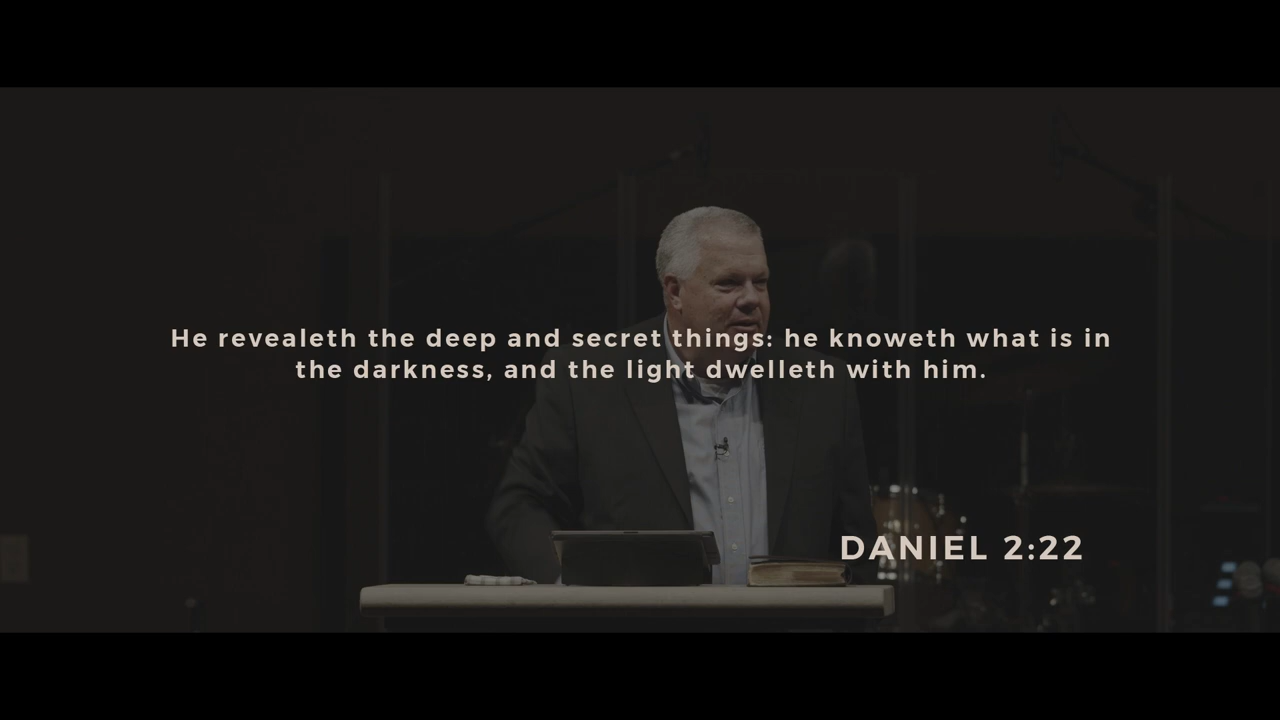 He revealeth the deep and secret things: he knoweth what is in
the darkness, and the light dwelleth with him.
DANIEL 2:22